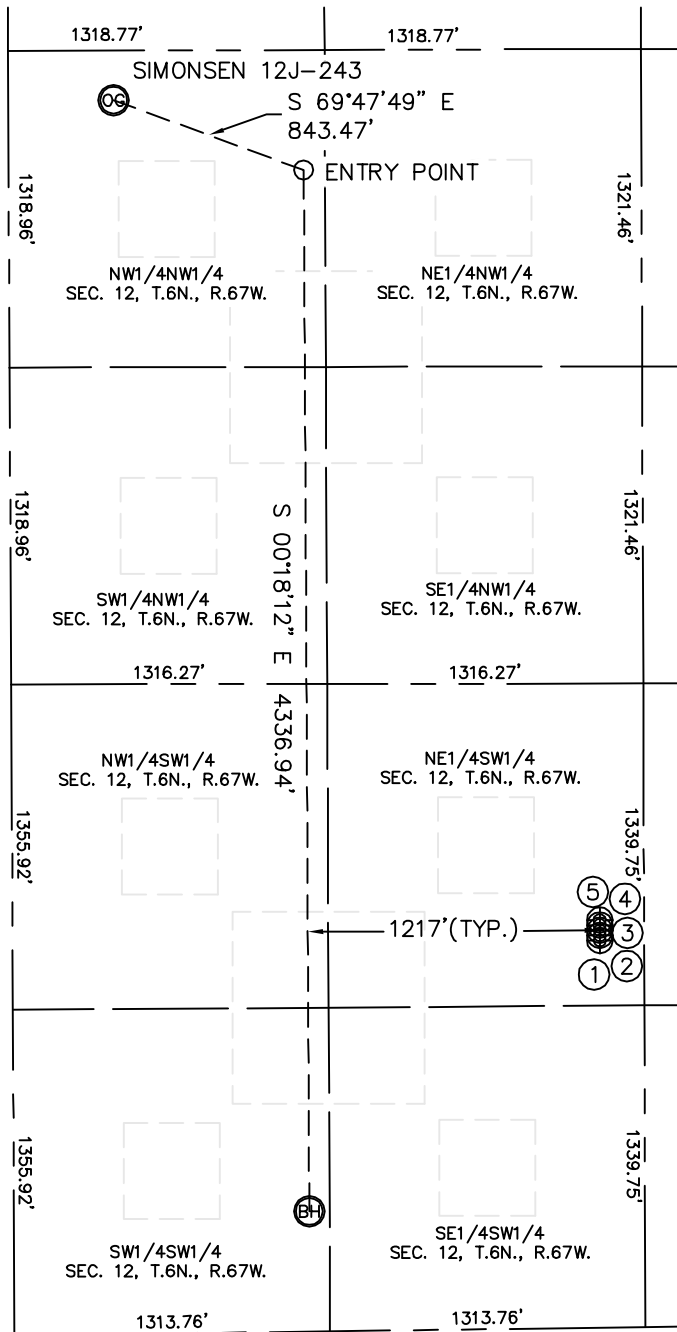 1318.77' 1318.77'
SIMONSEN 12J-243
OG
S 69°47'49" E
843.47'
ENTRY POINT
1318.96' 1321.46'
NW1/4NW1/4
SEC. 12, T.6N., R.67W.
NE1/4NW1/4
SEC. 12, T.6N., R.67W.
1318.96' 1321.46'
S 00°18'12" E 4336.94'
SW1/4NW1/4
SEC. 12, T.6N., R.67W.
SE1/4NW1/4
SEC. 12, T.6N., R.67W.
1316.27' 1316.27'
NW1/4SW1/4
SEC. 12, T.6N., R.67W.
NE1/4SW1/4
SEC. 12, T.6N., R.67W.
1355.92' 1339.75'
5 4
1217'(TYP.) 3
1 2
1355.92' 1339.75'
BH
SW1/4SW1/4
SEC. 12, T.6N., R.67W.
SE1/4SW1/4
SEC. 12, T.6N., R.67W.
1313.76' 1313.76'